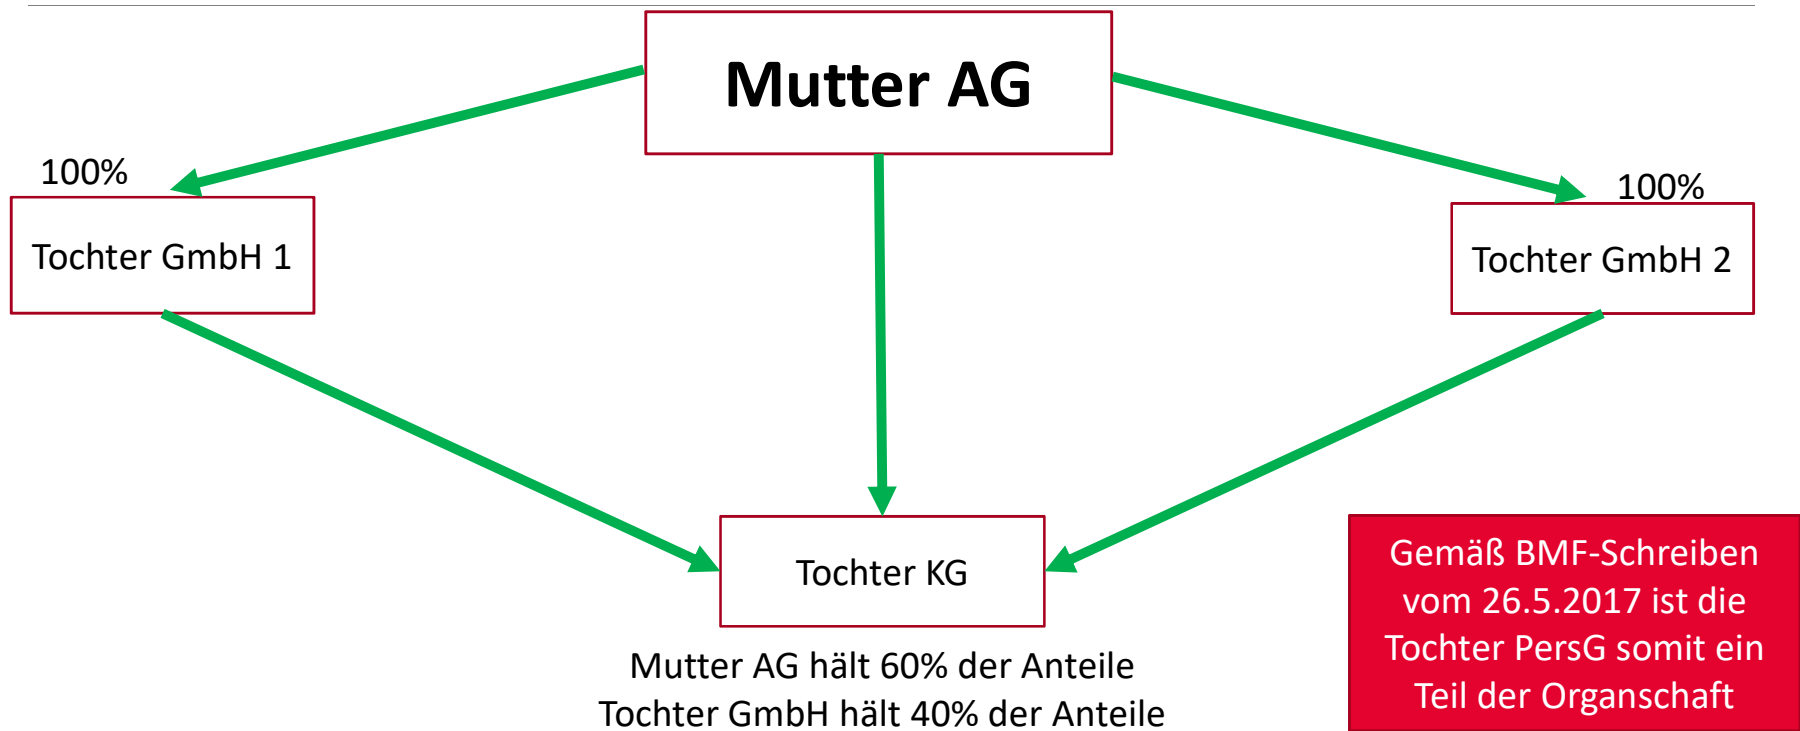 Mutter AG
100%
100%
Tochter GmbH 1
Tochter GmbH 2
Tochter KG
Mutter AG hält 60% der Anteile
Tochter GmbH hält 40% der Anteile
Gemäß BMF-Schreiben
vom 26.5.2017 ist die
Tochter PersG somit ein
Teil der Organschaft